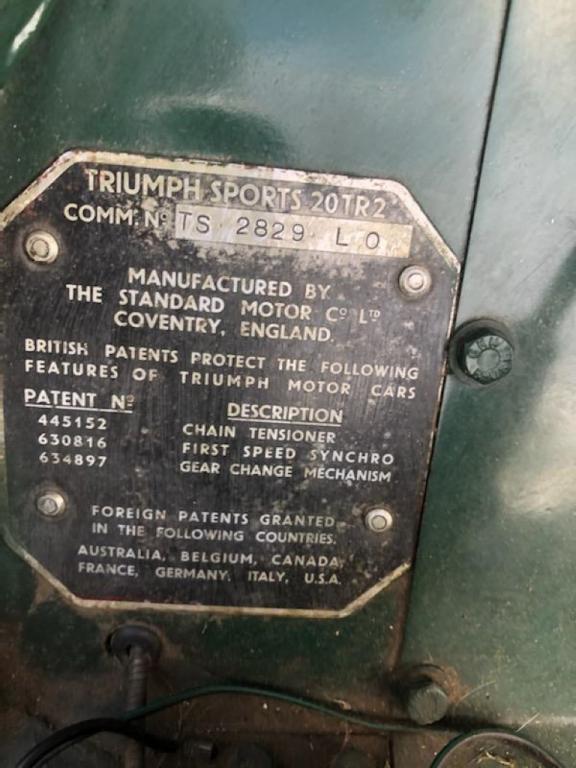 TRIUMPH SPORTS 20TR2
COMM. Nº TS 2829 L O
MANUFACTURED BY
THE STANDARD MOTOR Cº LTD
COVENTRY, ENGLAND.
BRITISH PATENTS PROTECT THE FOLLOWING
FEATURES OF TRIUMPH MOTOR CARS
PATENT Nº DESCRIPTION
445152 CHAIN TENSIONER
630816 FIRST SPEED SYNCHRO
634897 GEAR CHANGE MECHANISM
FOREIGN PATENTS GRANTED
IN THE FOLLOWING COUNTRIES.
AUSTRALIA, BELGIUM, CANADA,
FRANCE, GERMANY, ITALY, U.S.A.